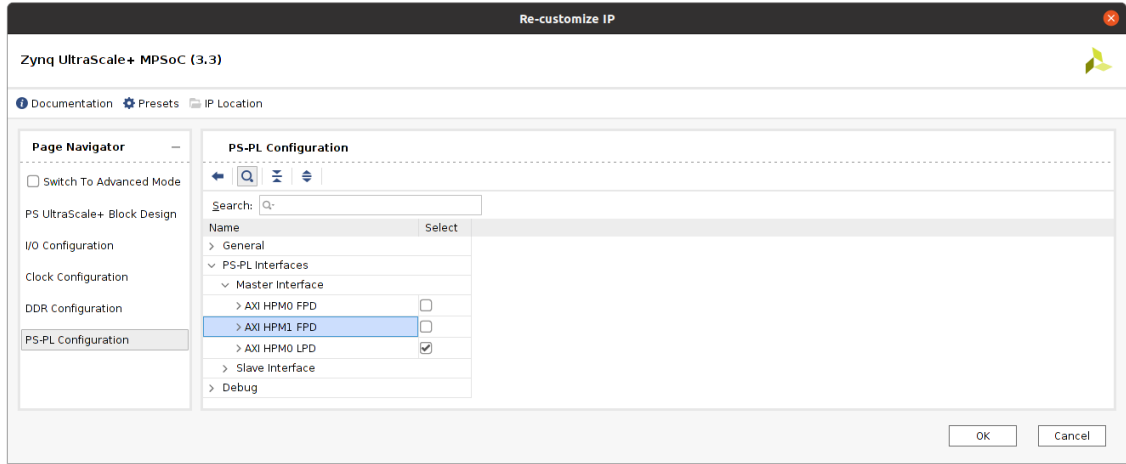 Re-customize IP
Zynq UltraScale+ MPSoC (3.3)
Documentation Presets IP Location
Page Navigator
Switch To Advanced Mode
PS UltraScale+ Block Design
I/O Configuration
Clock Configuration
DDR Configuration
PS-PL Configuration
PS-PL Configuration
Search:
Name Select
General
PS-PL Interfaces
Master Interface
AXI HPM0 FPD
AXI HPM1 FPD
AXI HPM0 LPD
Slave Interface
Debug
OK Cancel